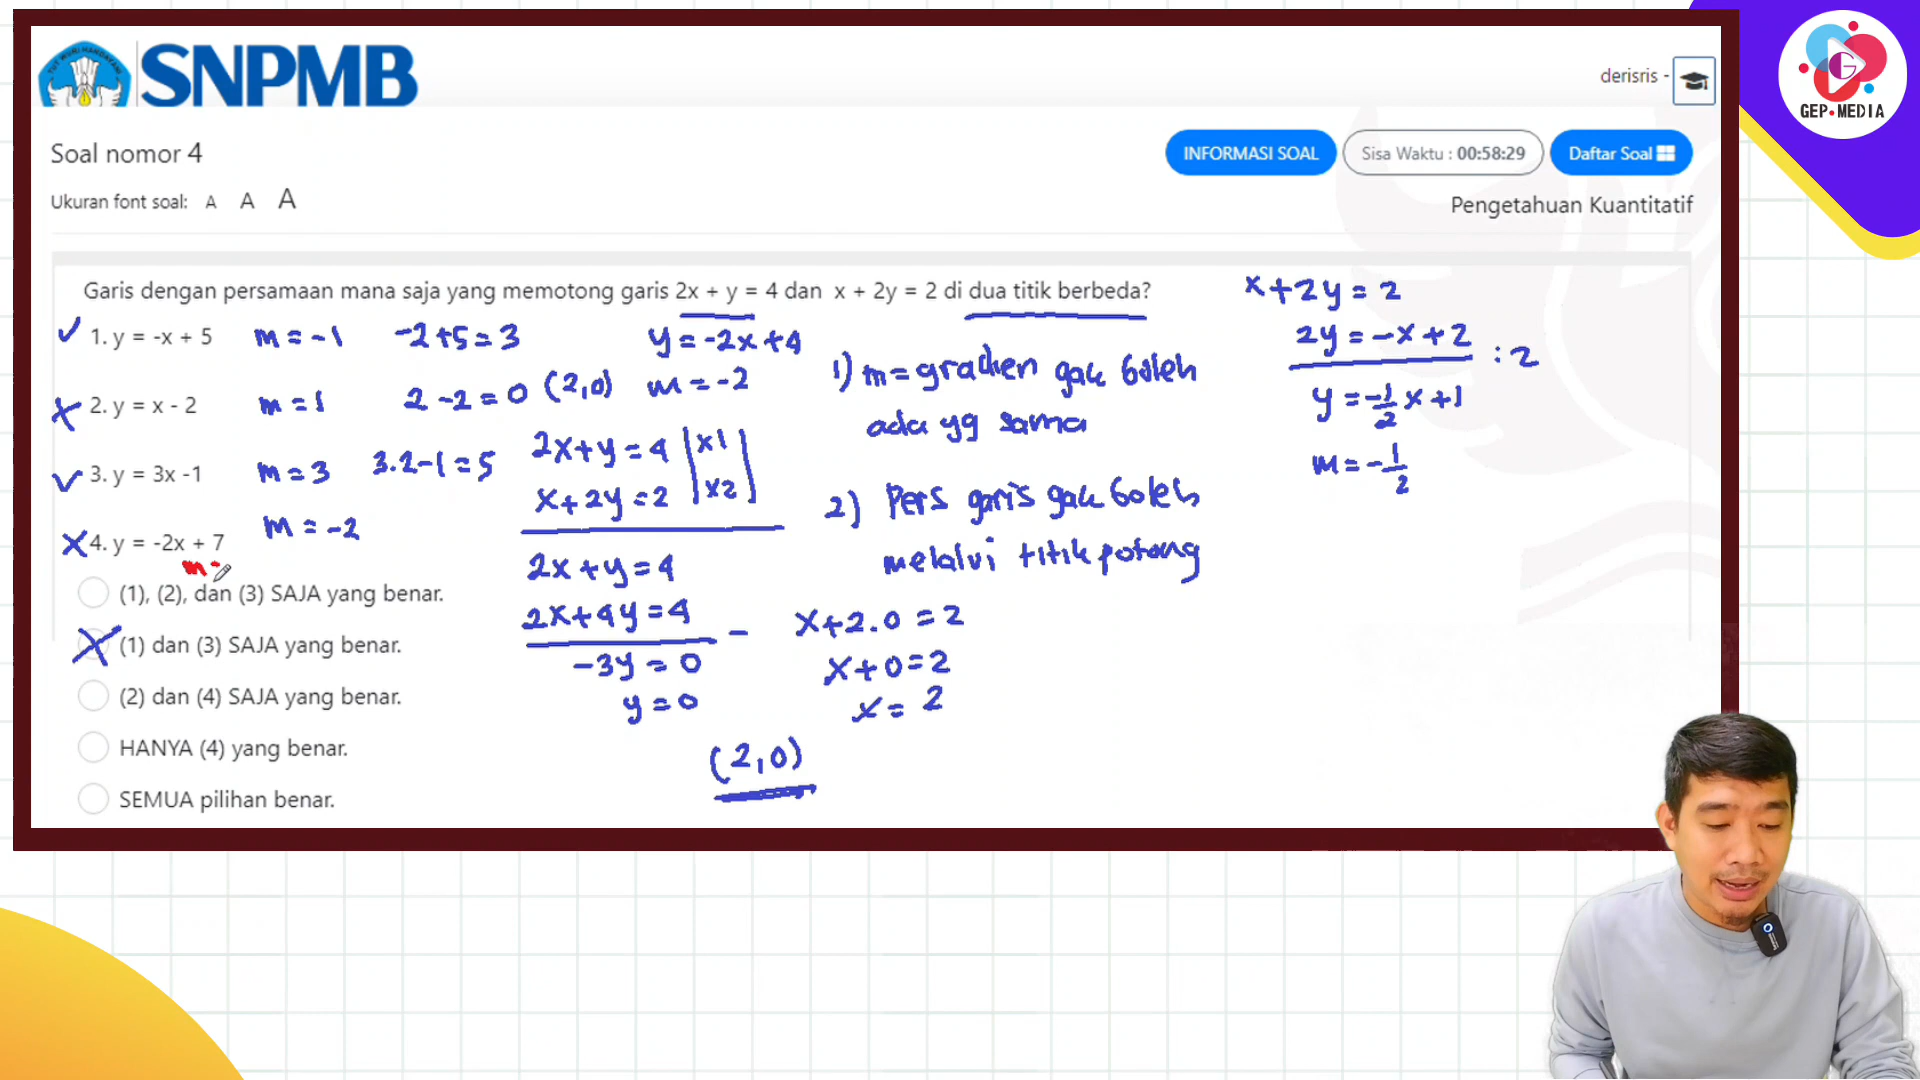 TUT WURI HANDAYANI
SNPMB
derisris -
G
GEP•MEDIA
Soal nomor 4
INFORMASI SOAL
Sisa Waktu : 00:58:29
Daftar Soal
Ukuran font soal: A A A
Pengetahuan Kuantitatif
Garis dengan persamaan mana saja yang memotong garis 2x + y = 4 dan x + 2y = 2 di dua titik berbeda?
✓ 1. y = -x + 5
m = -1
-2+5 = 3
X 2. y = x - 2
m = 1
2 -2 = 0 (2,0)
✓ 3. y = 3x -1
m = 3
3.2-1 = 5
X 4. y = -2x + 7
m = -2
m =
(1), (2), dan (3) SAJA yang benar.
X (1) dan (3) SAJA yang benar.
(2) dan (4) SAJA yang benar.
HANYA (4) yang benar.
SEMUA pilihan benar.
y = -2x+4
m = -2
2x+y = 4 |x1|
x+2y = 2 |x2|
2x+y = 4
2x+4y = 4
-
-3y = 0
y = 0
x+2.0 = 2
x+0 = 2
x = 2
(2,0)
1) m = gradien gak boleh
ada yg sama
2) Pers garis gak boleh
melalui titik potong
x+2y = 2
2y = -x+2 : 2
y = -1/2 x +1
m = -1/2